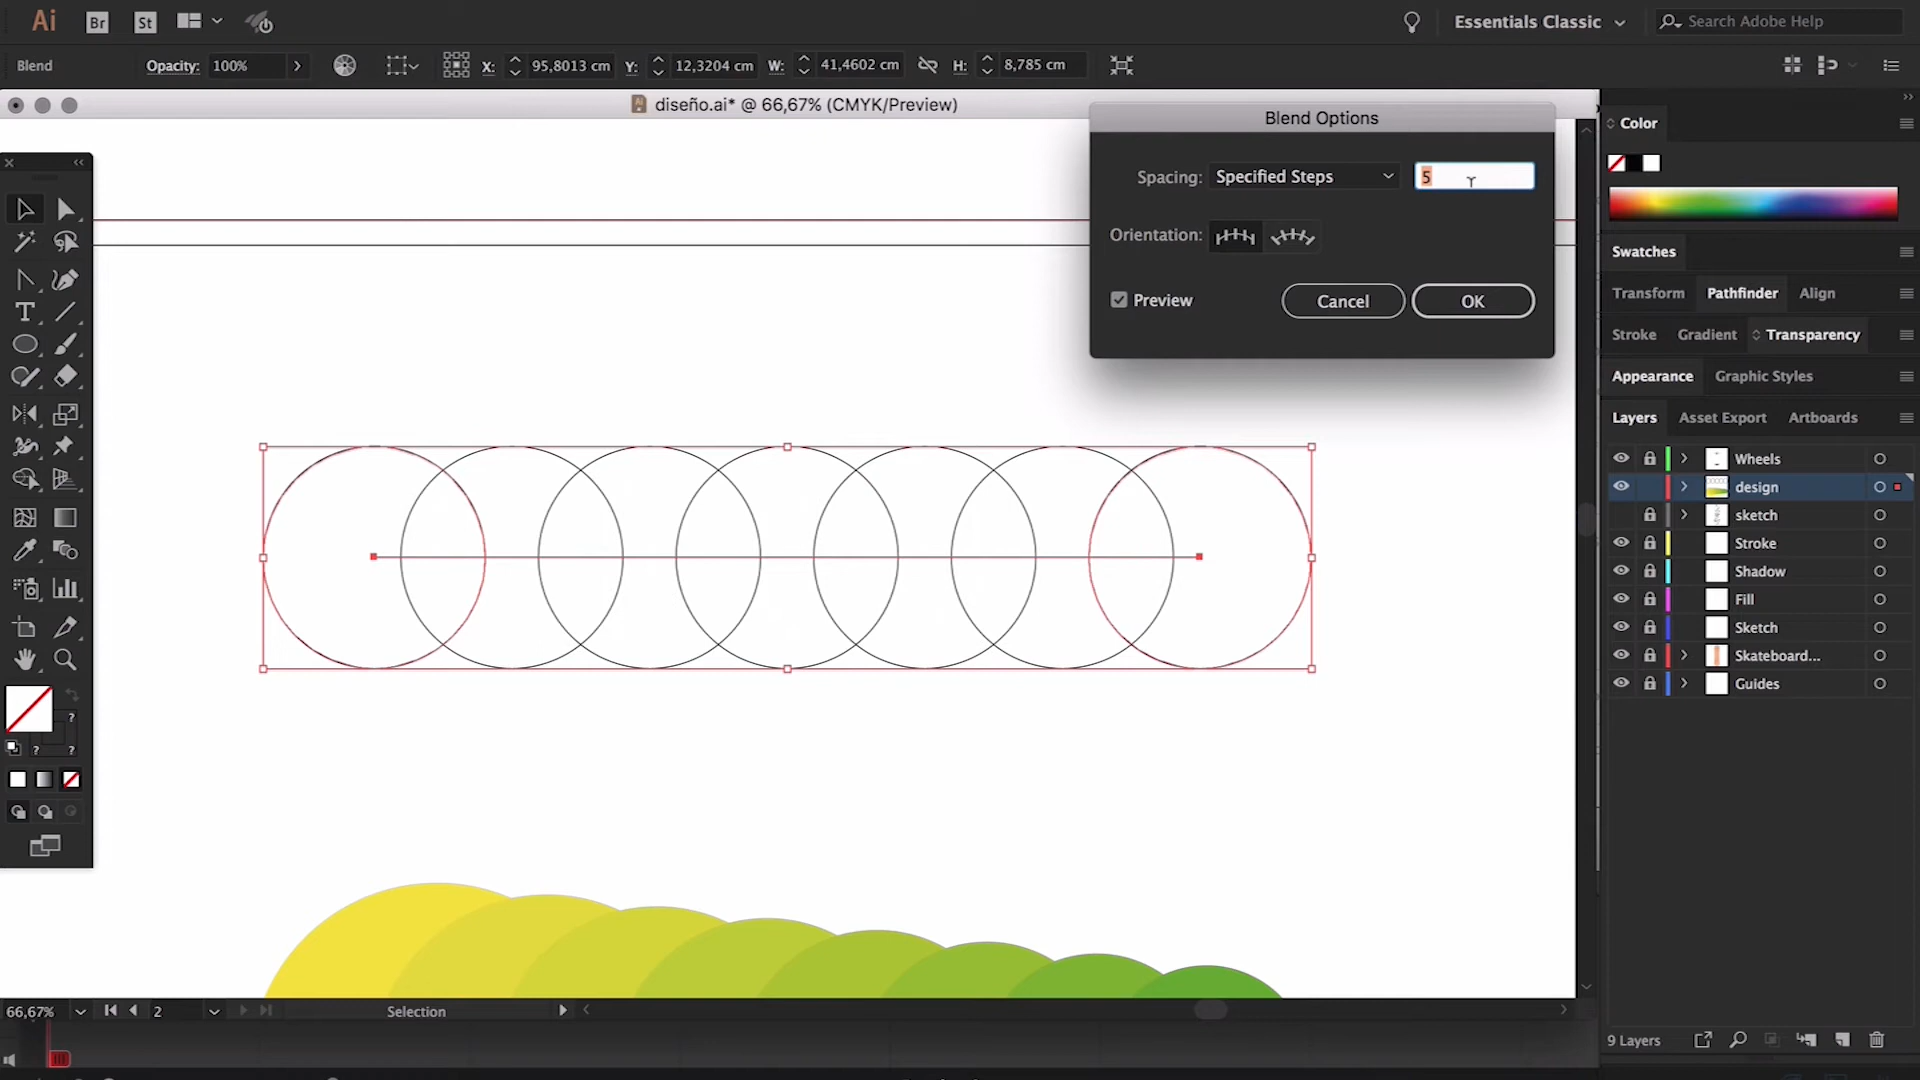 Ai Br St Essentials Classic Search Adobe Help
Blend Opacity: 100% X: 95,8013 cm Y: 12,3204 cm W: 41,4602 cm H: 8,785 cm
diseño.ai* @ 66,67% (CMYK/Preview)
Blend Options
Spacing: Specified Steps 5
Orientation:
Preview Cancel OK
Color
Swatches
Transform Pathfinder Align
Stroke Gradient Transparency
Appearance Graphic Styles
Layers Asset Export Artboards
Wheels
design
sketch
Stroke
Shadow
Fill
Sketch
Skateboard...
Guides
T
? ? ?
66,67% 2 Selection
9 Layers